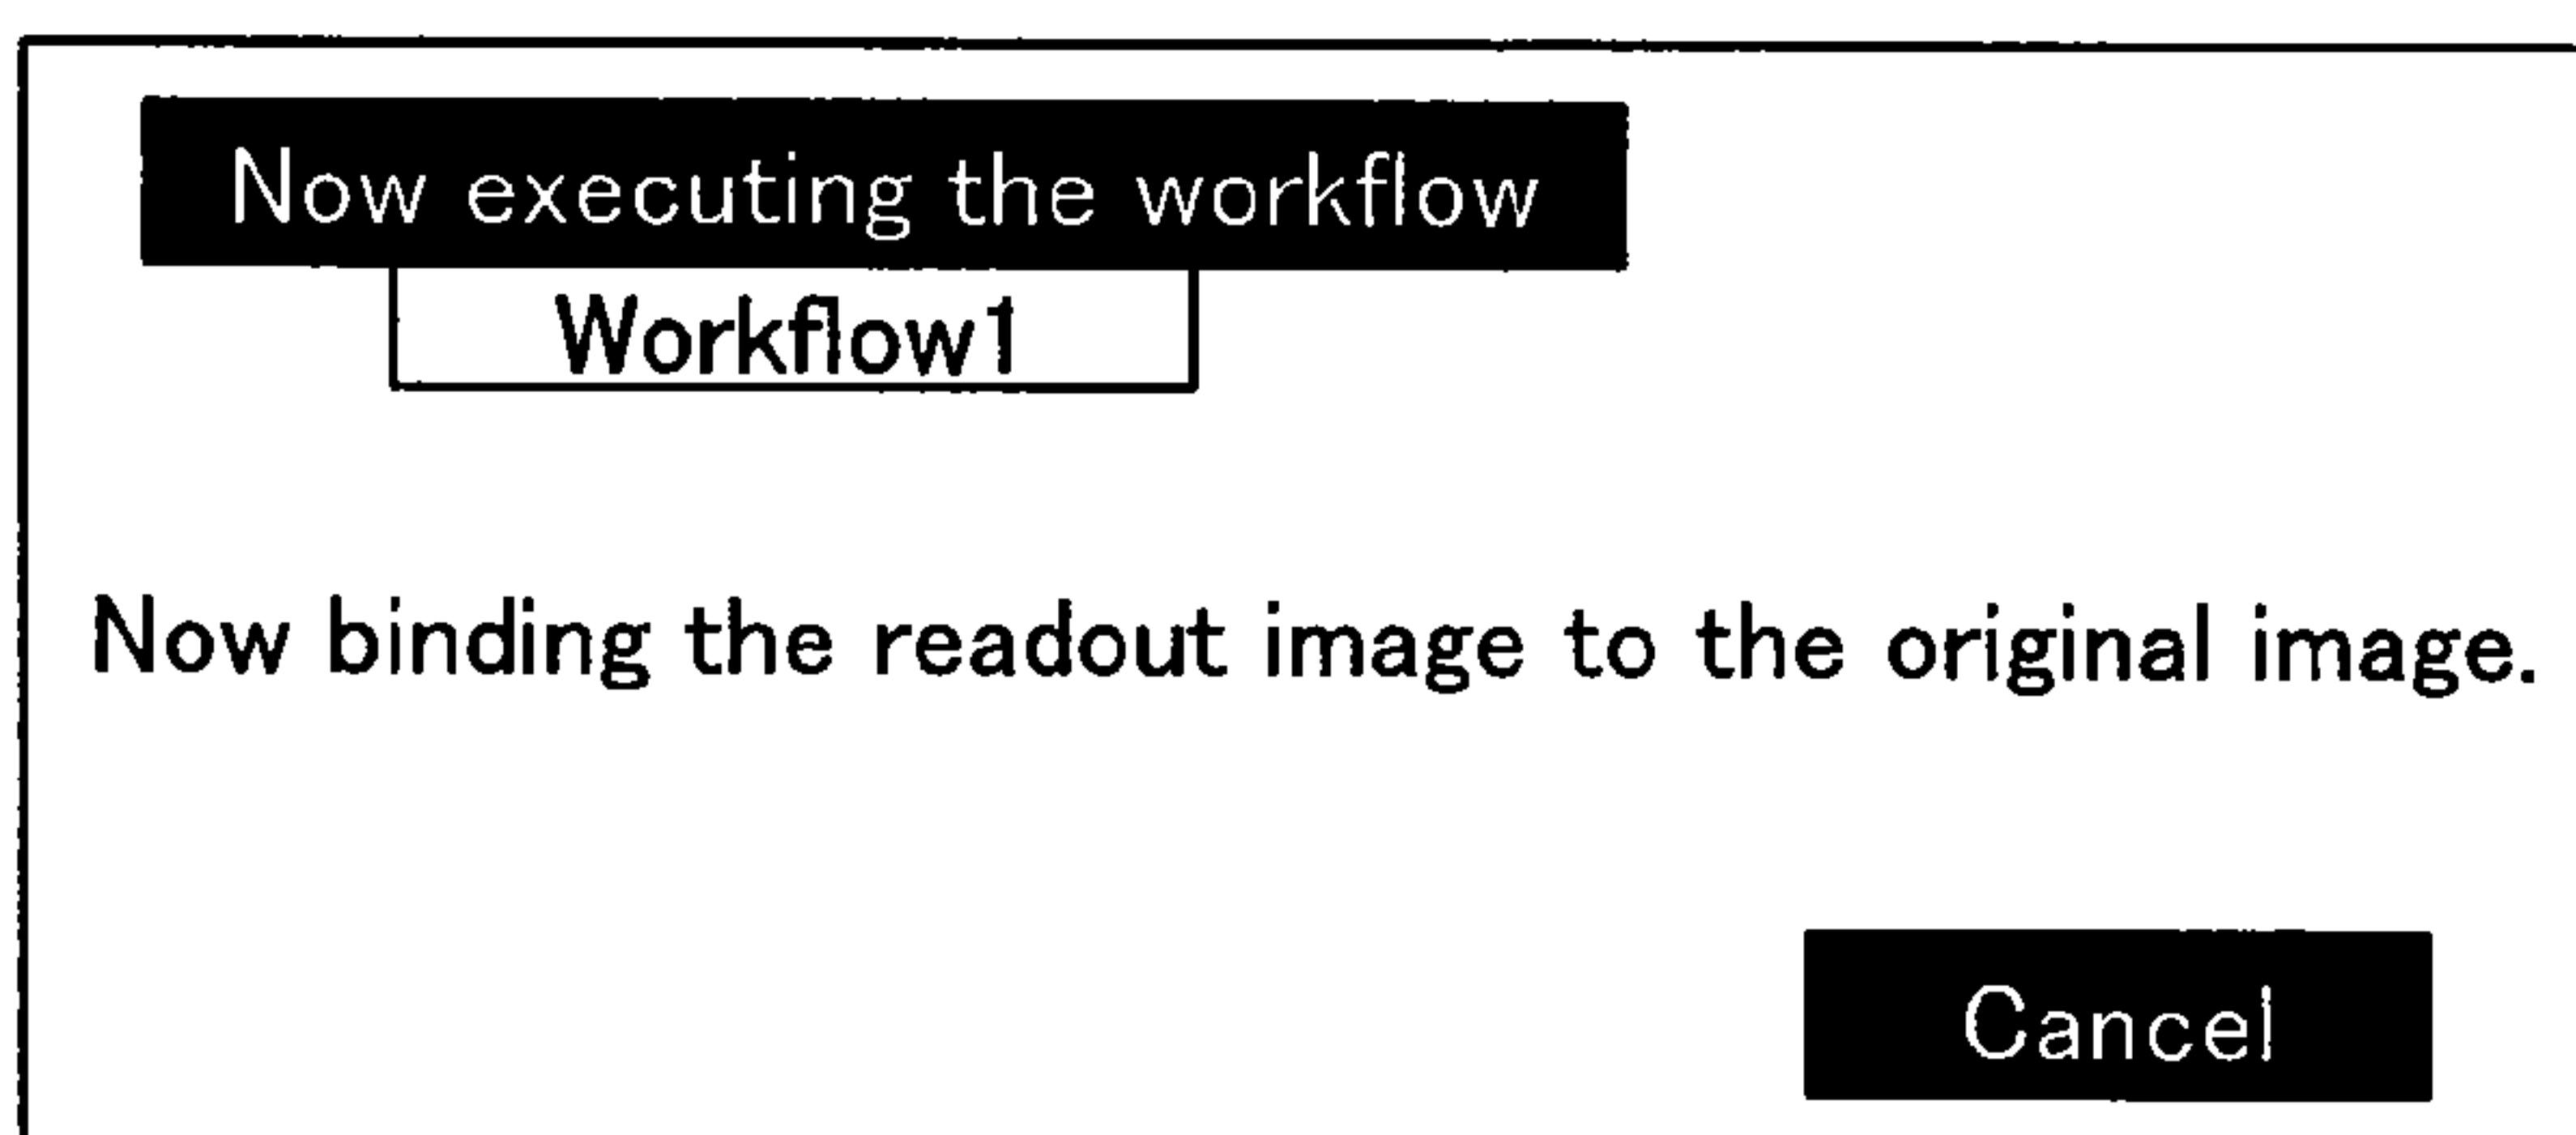 Now executing the workflow
Workflow1
Now binding the readout image to the original image.
Cancel